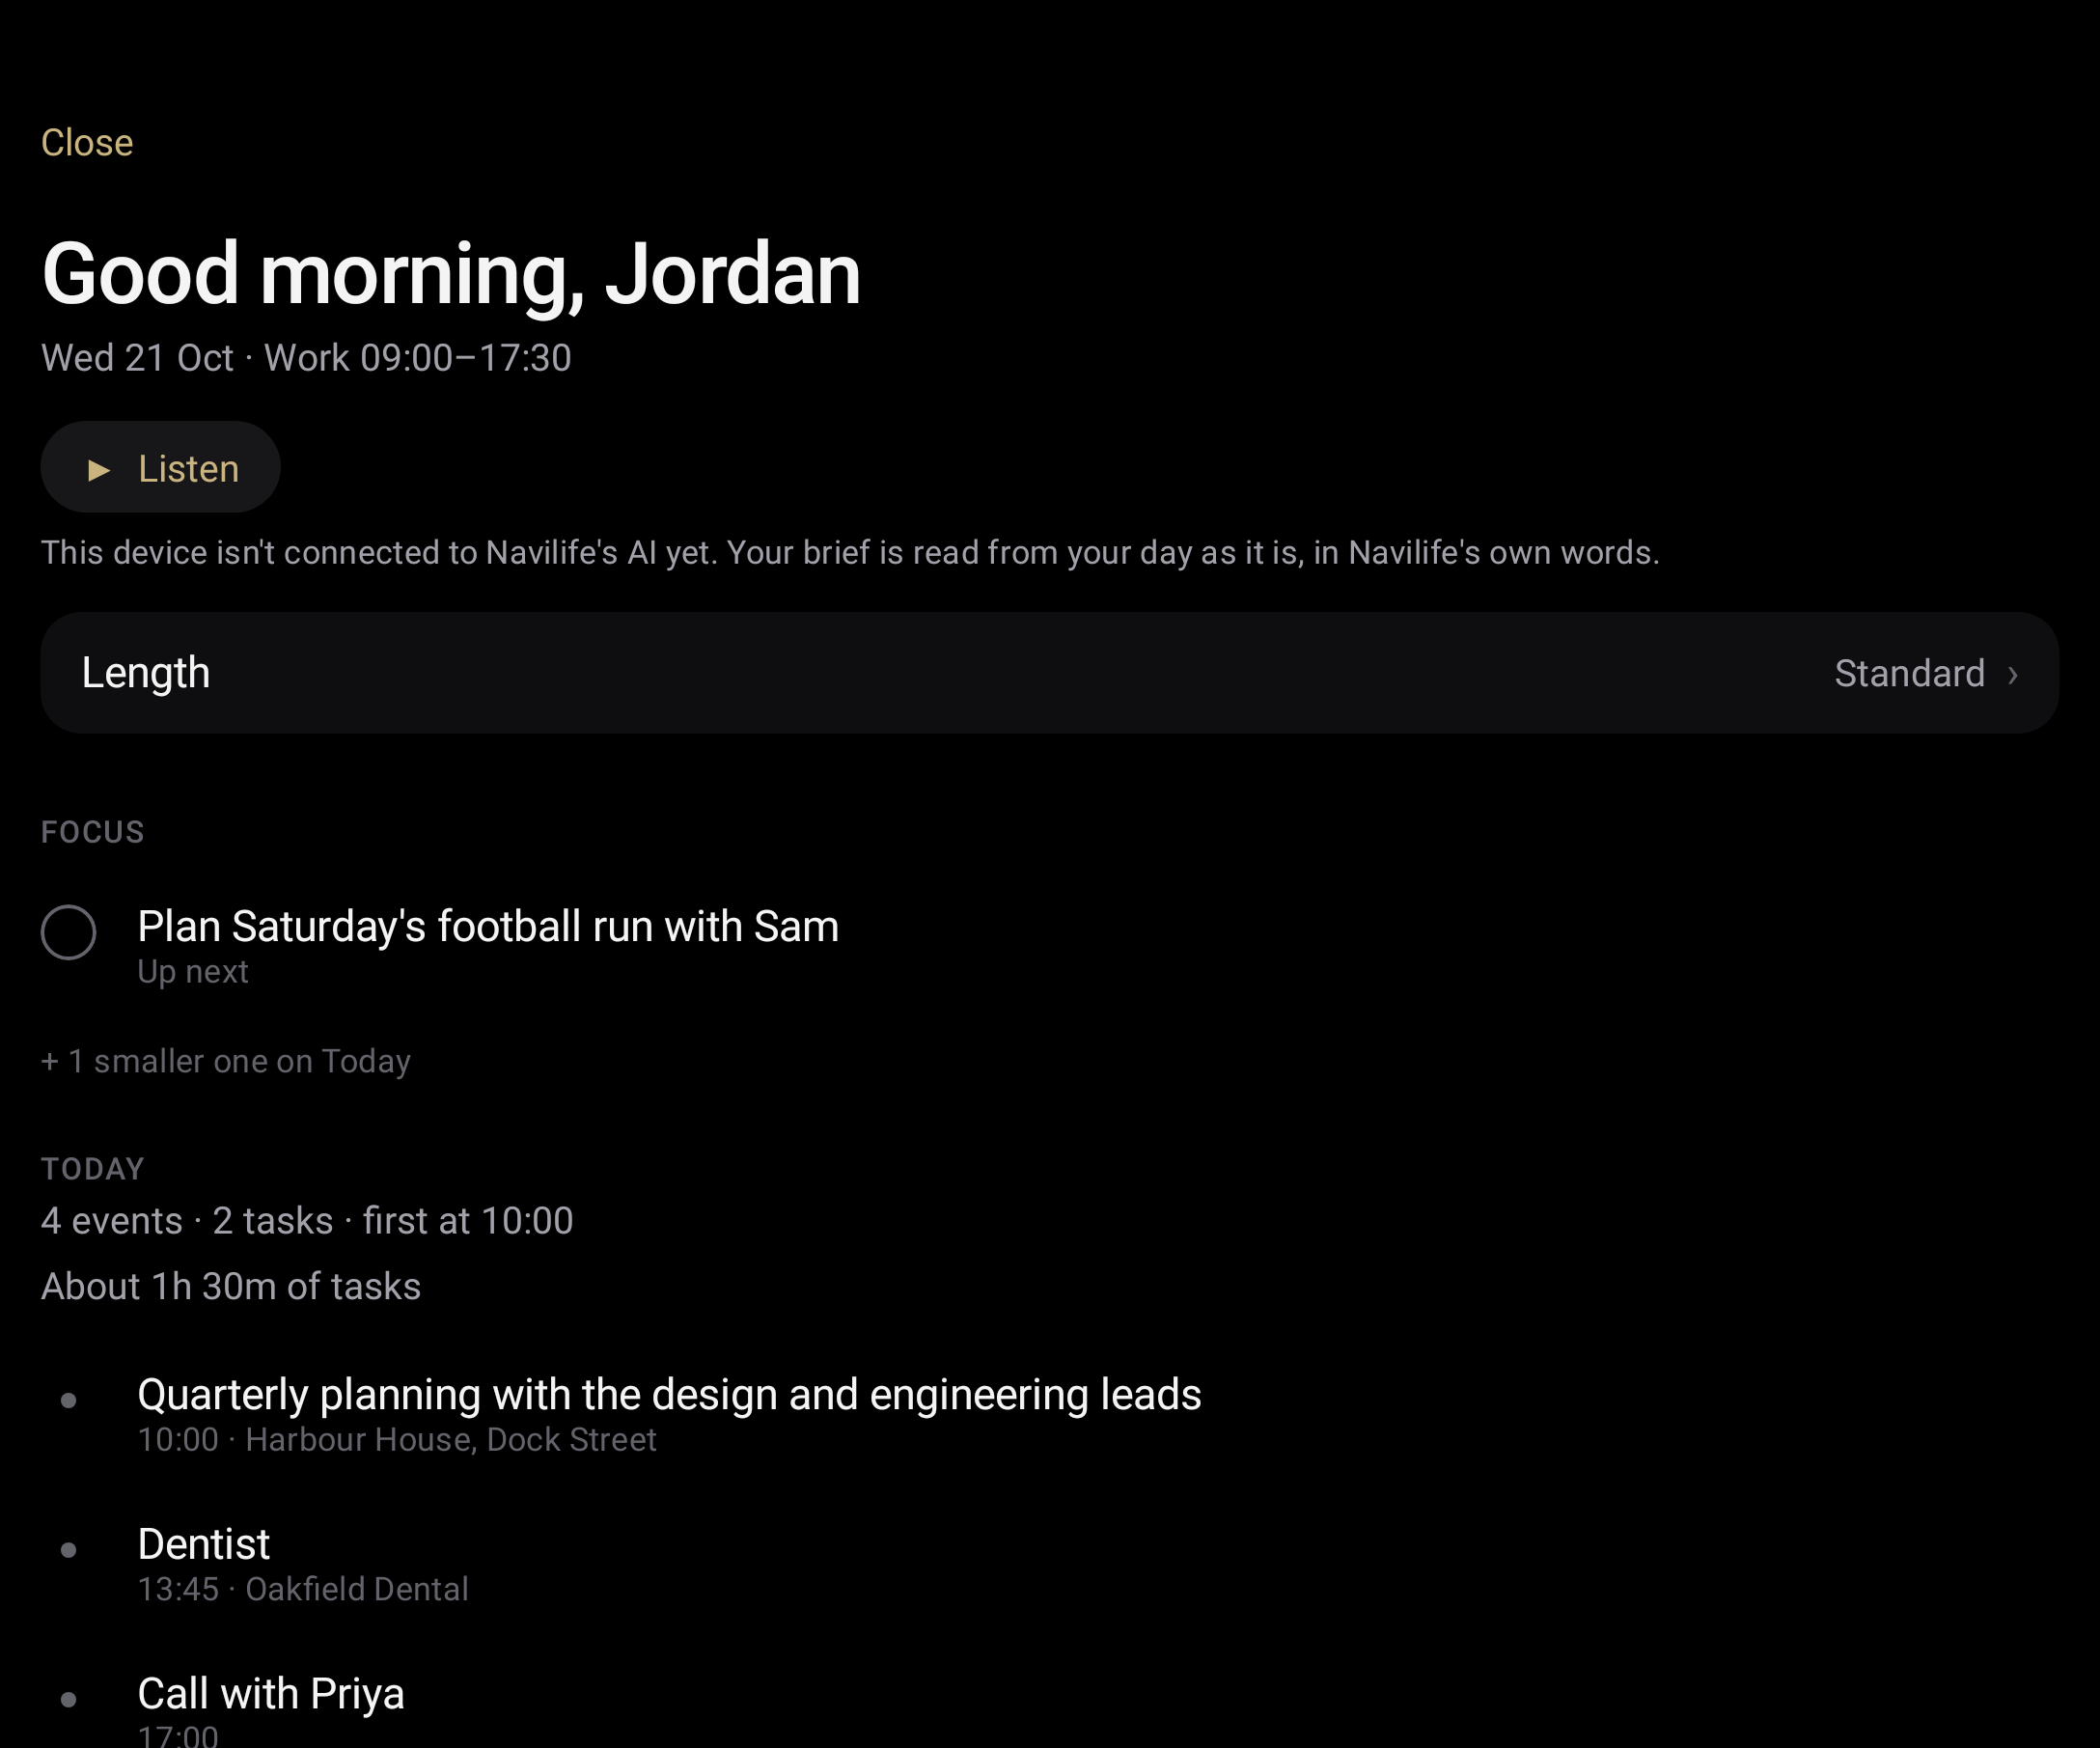 Close
Good morning, Jordan
Wed 21 Oct · Work 09:00–17:30
▶ Listen
This device isn't connected to Navilife's AI yet. Your brief is read from your day as it is, in Navilife's own words.
Length Standard ›
FOCUS
Plan Saturday's football run with Sam
Up next
+ 1 smaller one on Today
TODAY
4 events · 2 tasks · first at 10:00
About 1h 30m of tasks
Quarterly planning with the design and engineering leads
10:00 · Harbour House, Dock Street
Dentist
13:45 · Oakfield Dental
Call with Priya
17:00